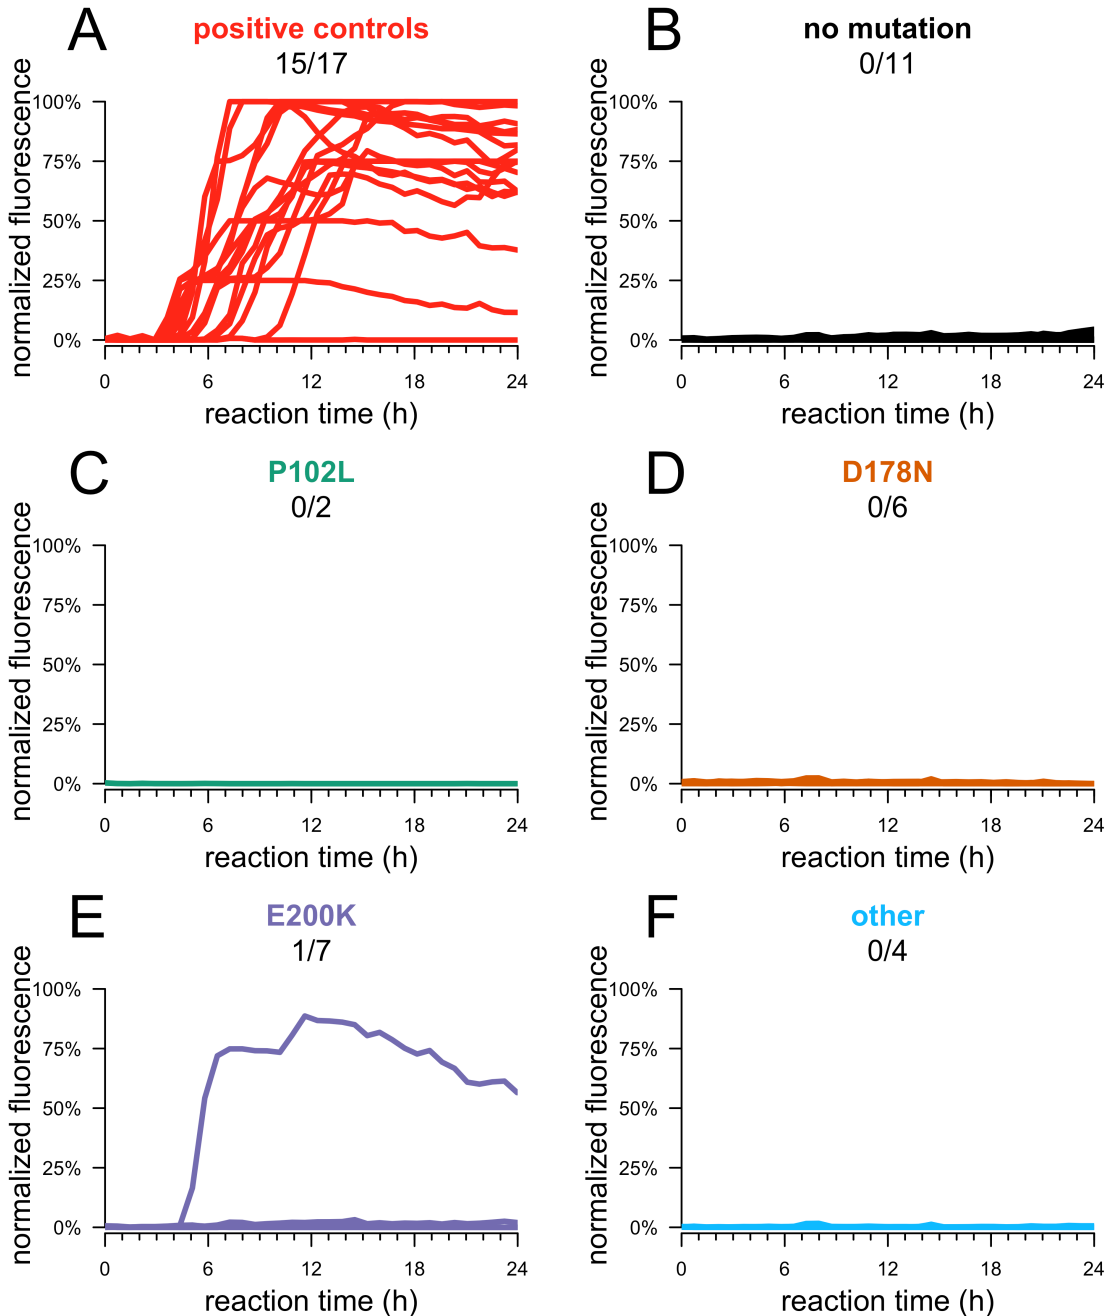 A
positive controls
15/17
normalized fluorescence
100%
75%
50%
25%
0%
0 6 12 18 24
reaction time (h)
B
no mutation
0/11
normalized fluorescence
100%
75%
50%
25%
0%
0 6 12 18 24
reaction time (h)
C
P102L
0/2
normalized fluorescence
100%
75%
50%
25%
0%
0 6 12 18 24
reaction time (h)
D
D178N
0/6
normalized fluorescence
100%
75%
50%
25%
0%
0 6 12 18 24
reaction time (h)
E
E200K
1/7
normalized fluorescence
100%
75%
50%
25%
0%
0 6 12 18 24
reaction time (h)
F
other
0/4
normalized fluorescence
100%
75%
50%
25%
0%
0 6 12 18 24
reaction time (h)